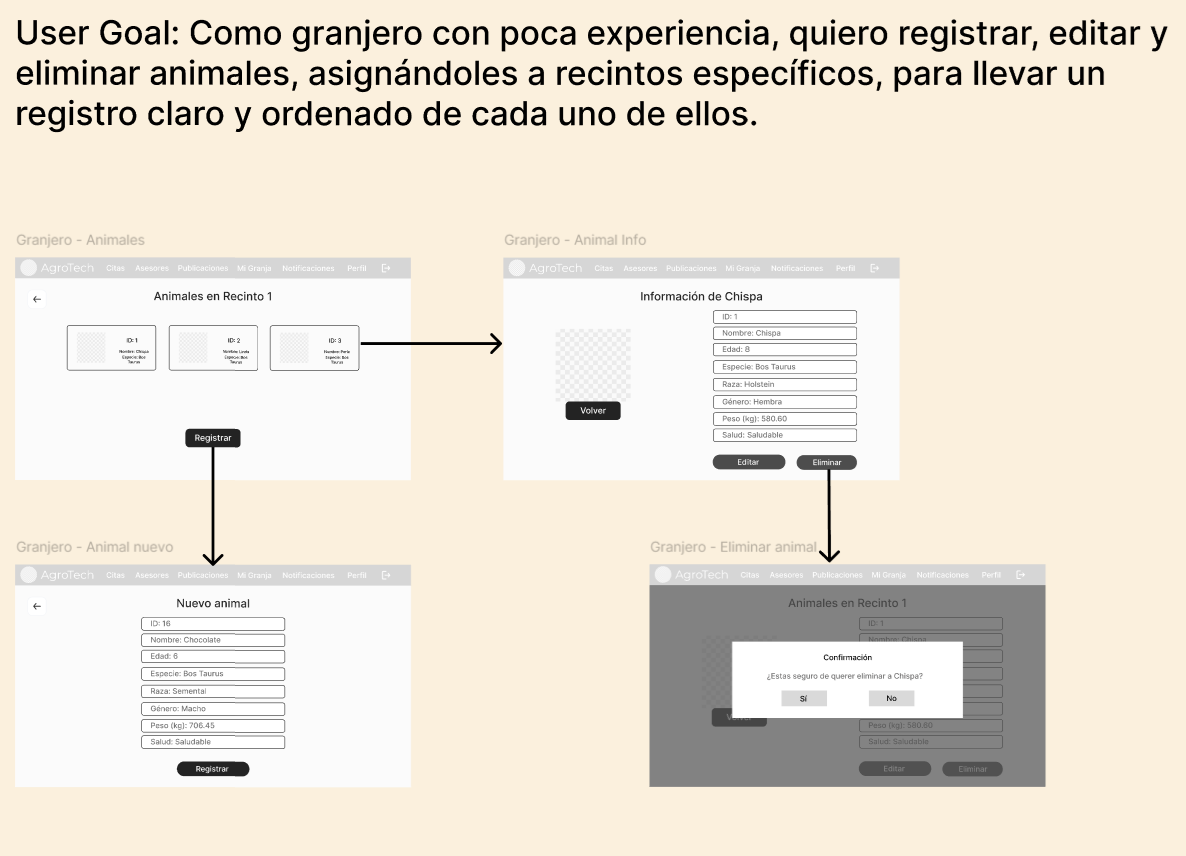 User Goal: Como granjero con poca experiencia, quiero registrar, editar y
eliminar animales, asignándoles a recintos específicos, para llevar un
registro claro y ordenado de cada uno de ellos.
Granjero - Animales
AgroTech Citas Asesores Publicaciones Mi Granja Notificaciones Perfil
Animales en Recinto 1
ID: 1
Nombre: Chispa
Especie: Bos
Taurus
ID: 2
Nombre: Linda
Especie: Bos
Taurus
ID: 3
Nombre: Perla
Especie: Bos
Taurus
Registrar
Granjero - Animal Info
AgroTech Citas Asesores Publicaciones Mi Granja Notificaciones Perfil
Información de Chispa
Volver
ID: 1
Nombre: Chispa
Edad: 8
Especie: Bos Taurus
Raza: Holstein
Género: Hembra
Peso (kg): 580.60
Salud: Saludable
Editar Eliminar
Granjero - Animal nuevo
AgroTech Citas Asesores Publicaciones Mi Granja Notificaciones Perfil
Nuevo animal
ID: 16
Nombre: Chocolate
Edad: 6
Especie: Bos Taurus
Raza: Semental
Género: Macho
Peso (kg): 706.45
Salud: Saludable
Registrar
Granjero - Eliminar animal
AgroTech Citas Asesores Publicaciones Mi Granja Notificaciones Perfil
Animales en Recinto 1
ID: 1
Nombre: Chispa
Confirmación
¿Estas seguro de querer eliminar a Chispa?
Sí No
Volver
Peso (kg): 580.60
Salud: Saludable
Editar Eliminar